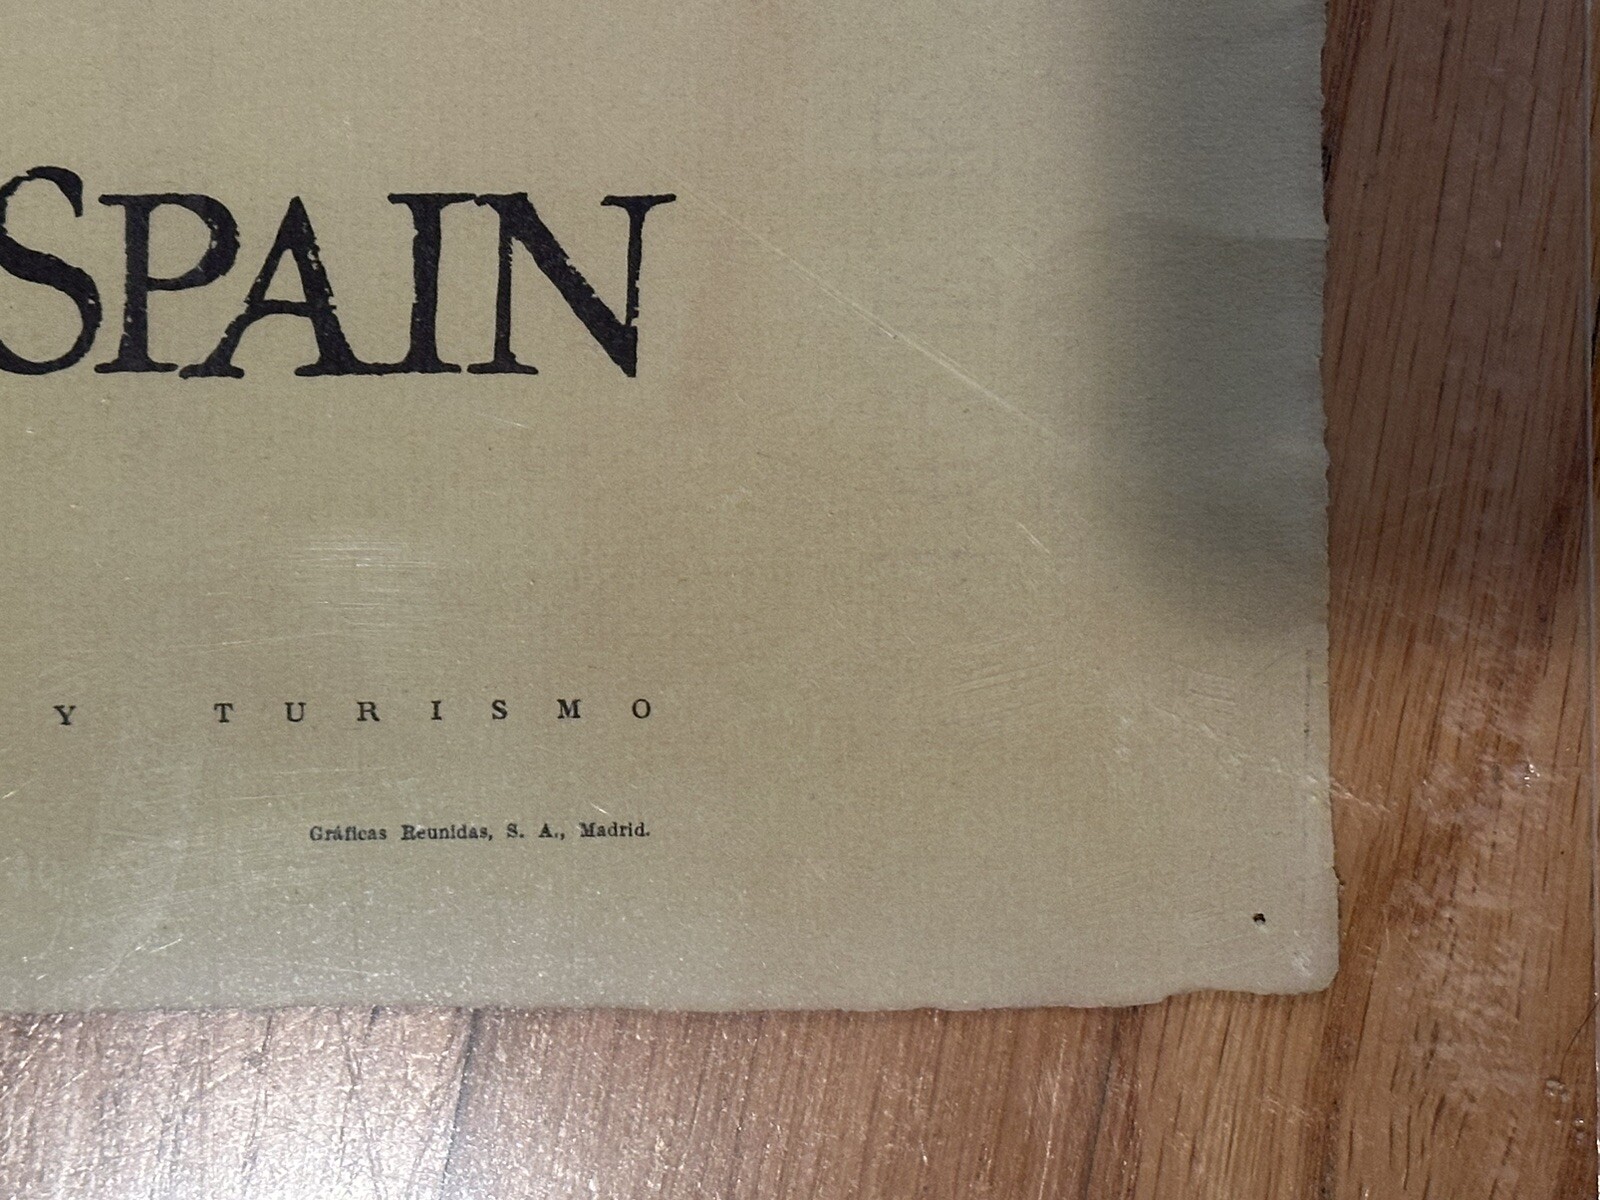 SPAIN
Y TURISMO
Gráficas Reunidas, S. A., Madrid.